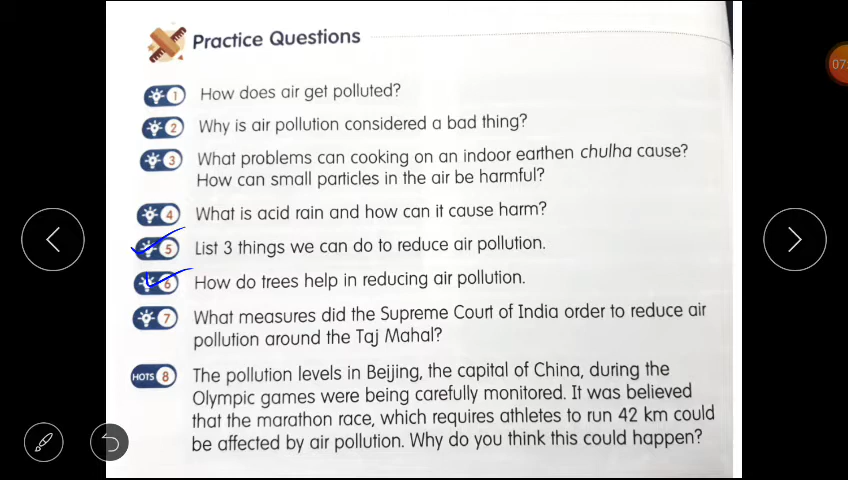 Practice Questions
1 How does air get polluted?
2 Why is air pollution considered a bad thing?
3 What problems can cooking on an indoor earthen chulha cause?
How can small particles in the air be harmful?
4 What is acid rain and how can it cause harm?
5 List 3 things we can do to reduce air pollution.
6 How do trees help in reducing air pollution.
7 What measures did the Supreme Court of India order to reduce air
pollution around the Taj Mahal?
HOTS 8 The pollution levels in Beijing, the capital of China, during the
Olympic games were being carefully monitored. It was believed
that the marathon race, which requires athletes to run 42 km could
be affected by air pollution. Why do you think this could happen?
07: